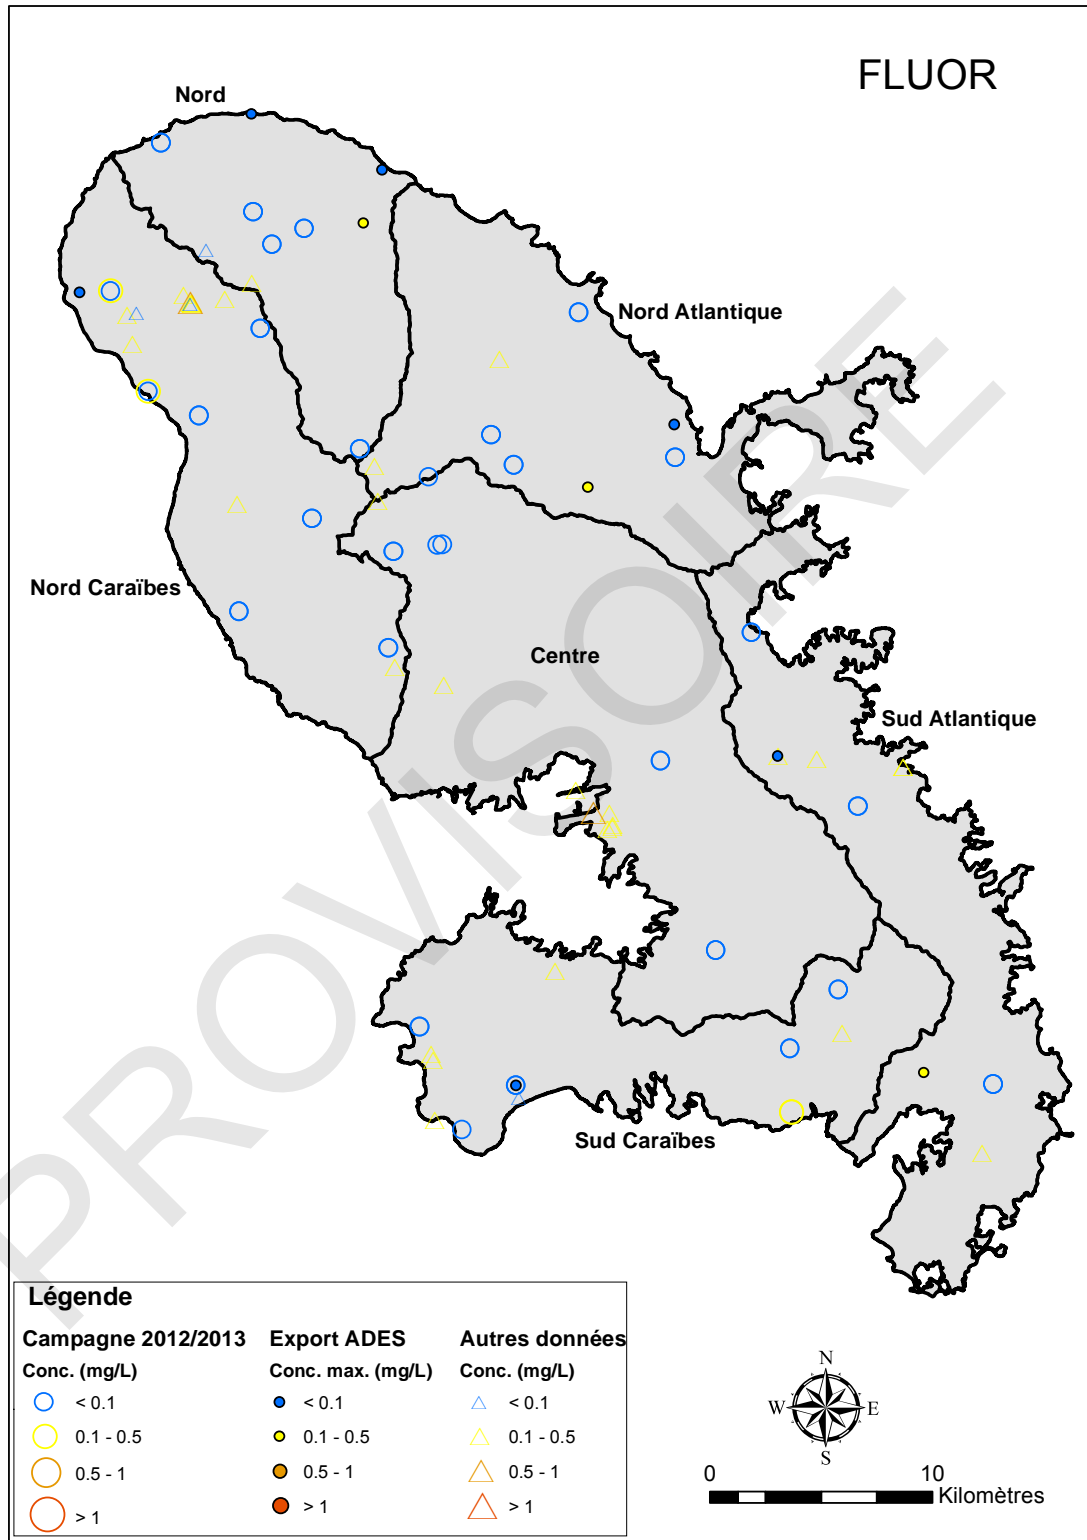 FLUOR
Nord
Nord Atlantique
Nord Caraïbes
Centre
Sud Atlantique
Sud Caraïbes
PROVISOIRE
Légende
Campagne 2012/2013
Conc. (mg/L)
< 0.1
0.1 - 0.5
0.5 - 1
> 1
Export ADES
Conc. max. (mg/L)
< 0.1
0.1 - 0.5
0.5 - 1
> 1
Autres données
Conc. (mg/L)
< 0.1
0.1 - 0.5
0.5 - 1
> 1
N
W
E
S
0
10
Kilomètres